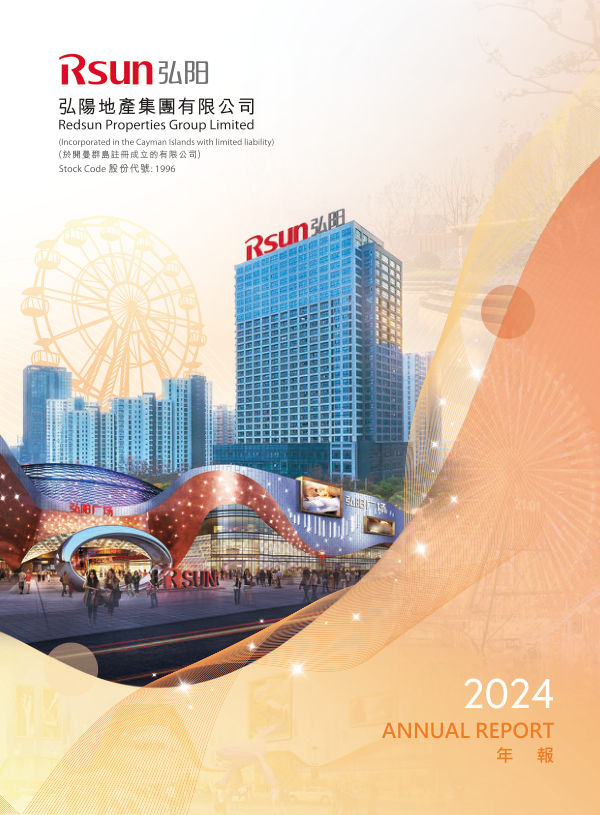 Rsun 弘阳
弘陽地產集團有限公司
Redsun Properties Group Limited
(Incorporated in the Cayman Islands with limited liability)
(於開曼群島註冊成立的有限公司)
Stock Code 股份代號: 1996
Rsun 弘阳
弘阳广场
RSUN
2024
ANNUAL REPORT
年 報